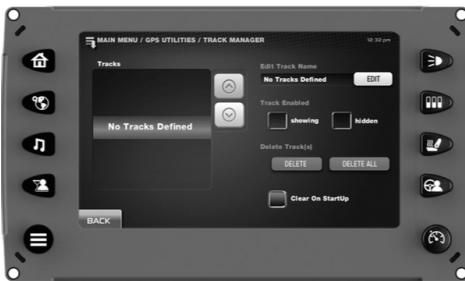 MAIN MENU / GPS UTILITIES / TRACK MANAGER
12:32 pm
Tracks
No Tracks Defined
Edit Track Name
No Tracks Defined
EDIT
Track Enabled
showing
hidden
Delete Track(s)
DELETE
DELETE ALL
Clear On StartUp
BACK